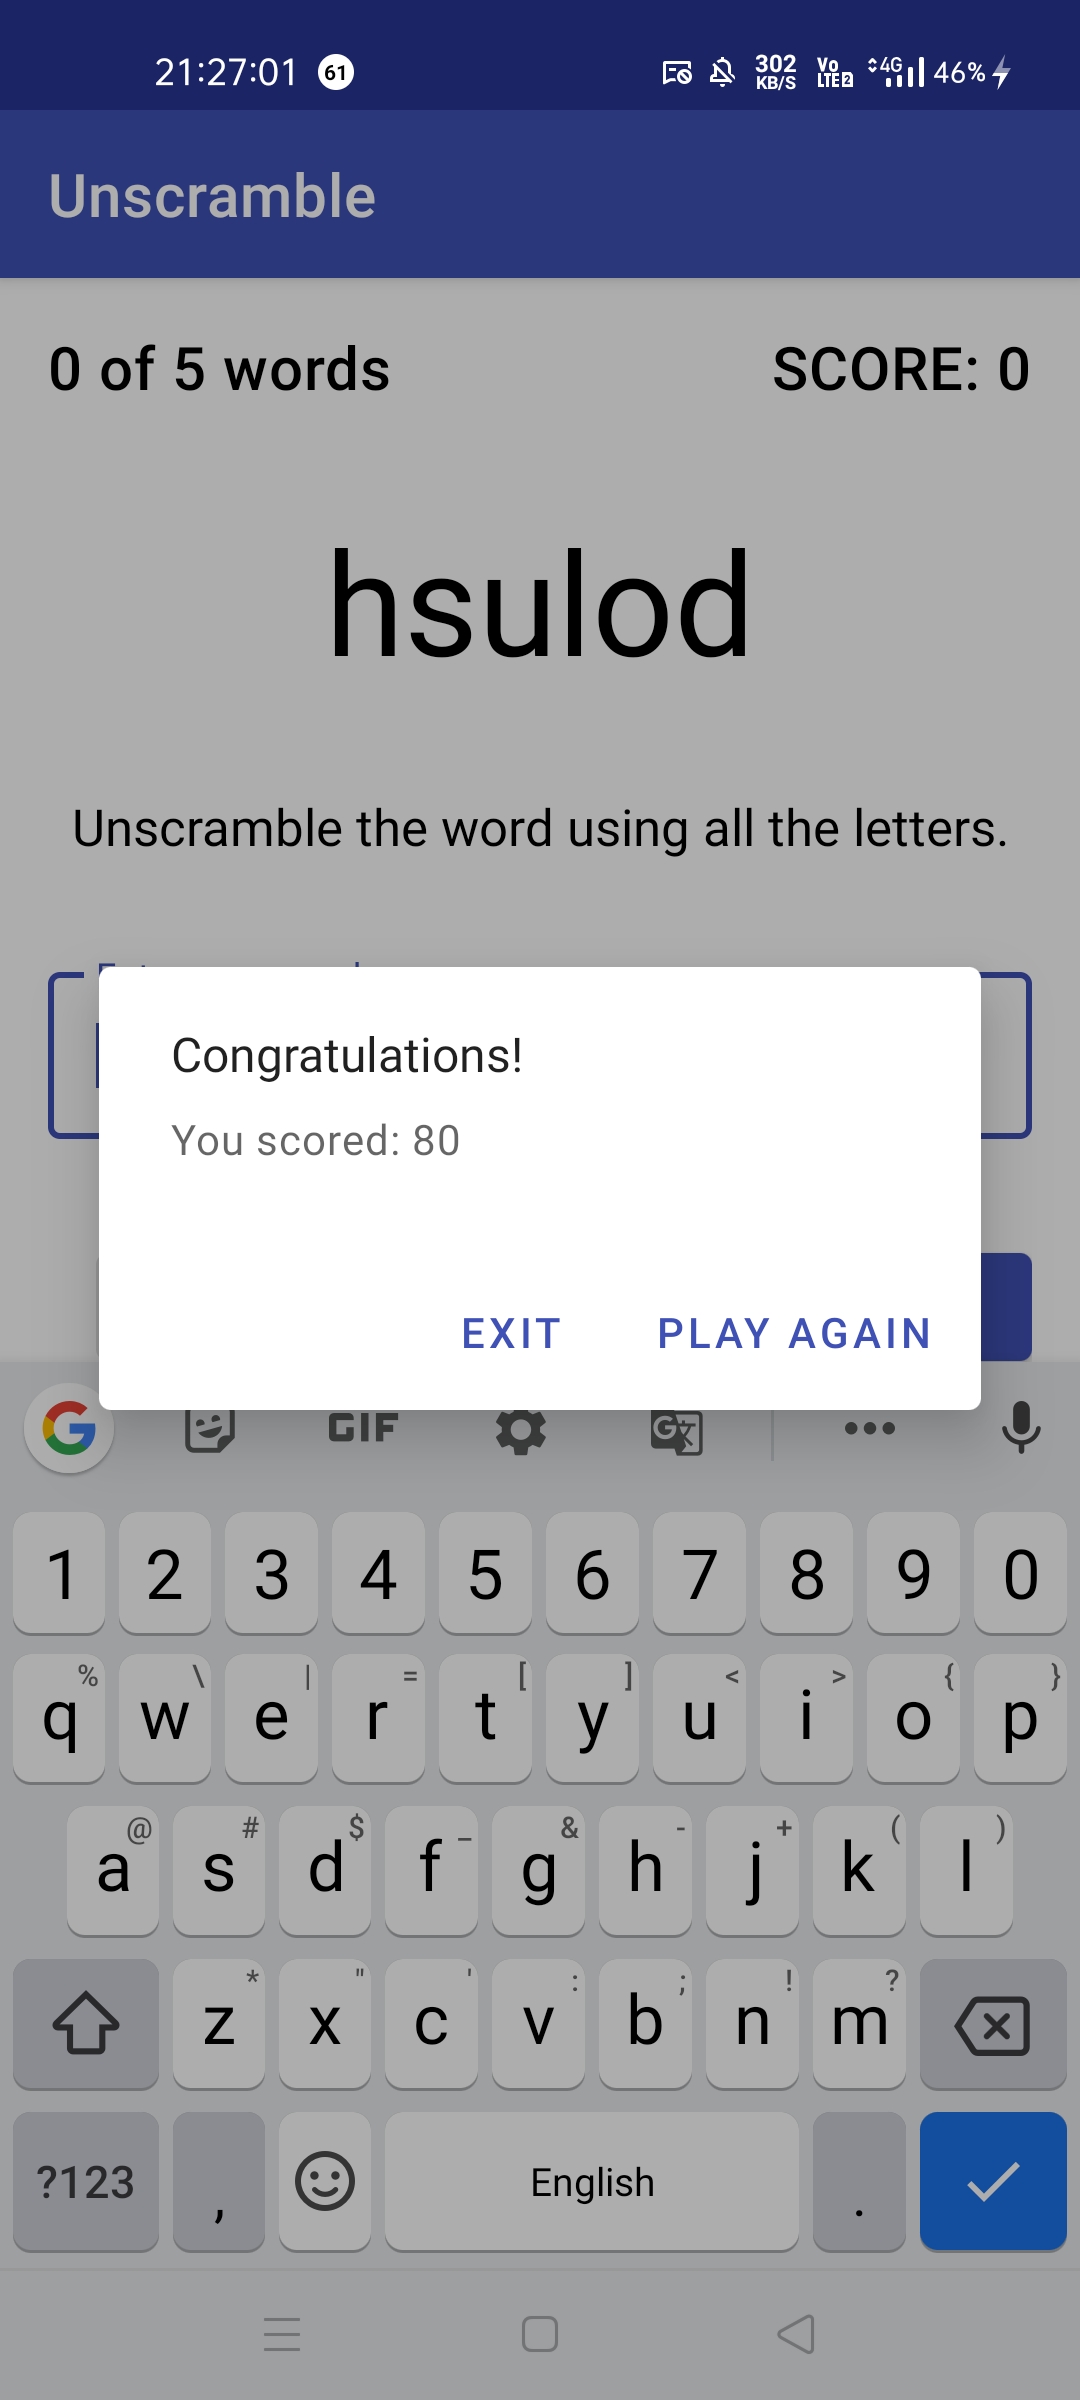 21:27:01 61 302 KB/S Vo LTE2 4G 46%
Unscramble
0 of 5 words SCORE: 0
hsulod
Unscramble the word using all the letters.
Congratulations!
You scored: 80
EXIT PLAY AGAIN
G GIF G文 •••
1 2 3 4 5 6 7 8 9 0
% \ | = [ ] < > { }
q w e r t y u i o p
@ # $ _ & - + ( )
a s d f g h j k l
* " ' : ; ! ?
z x c v b n m
?123 , English .